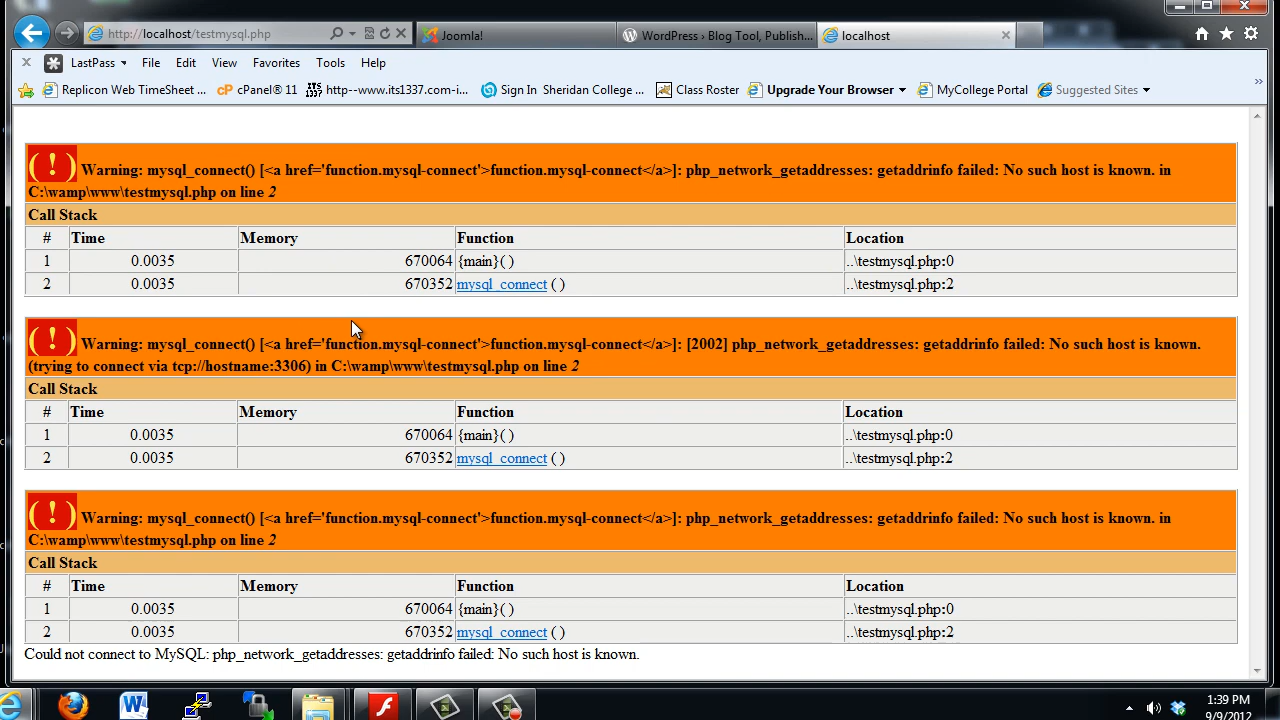 http://localhost/testmysql.php
Joomla!
WordPress › Blog Tool, Publish...
localhost
LastPass File Edit View Favorites Tools Help
Replicon Web TimeSheet ... cPanel® 11 http--www.its1337.com-i... Sign In Sheridan College ... Class Roster Upgrade Your Browser MyCollege Portal Suggested Sites
( ! ) Warning: mysql_connect() [<a href='function.mysql-connect'>function.mysql-connect</a>]: php_network_getaddresses: getaddrinfo failed: No such host is known. in
C:\wamp\www\testmysql.php on line 2
Call Stack
# Time Memory Function Location
1 0.0035 670064 {main}( ) ..\testmysql.php:0
2 0.0035 670352 mysql_connect ( ) ..\testmysql.php:2
( ! ) Warning: mysql_connect() [<a href='function.mysql-connect'>function.mysql-connect</a>]: [2002] php_network_getaddresses: getaddrinfo failed: No such host is known.
(trying to connect via tcp://hostname:3306) in C:\wamp\www\testmysql.php on line 2
Call Stack
# Time Memory Function Location
1 0.0035 670064 {main}( ) ..\testmysql.php:0
2 0.0035 670352 mysql_connect ( ) ..\testmysql.php:2
( ! ) Warning: mysql_connect() [<a href='function.mysql-connect'>function.mysql-connect</a>]: php_network_getaddresses: getaddrinfo failed: No such host is known. in
C:\wamp\www\testmysql.php on line 2
Call Stack
# Time Memory Function Location
1 0.0035 670064 {main}( ) ..\testmysql.php:0
2 0.0035 670352 mysql_connect ( ) ..\testmysql.php:2
Could not connect to MySQL: php_network_getaddresses: getaddrinfo failed: No such host is known.
1:39 PM
9/9/2012